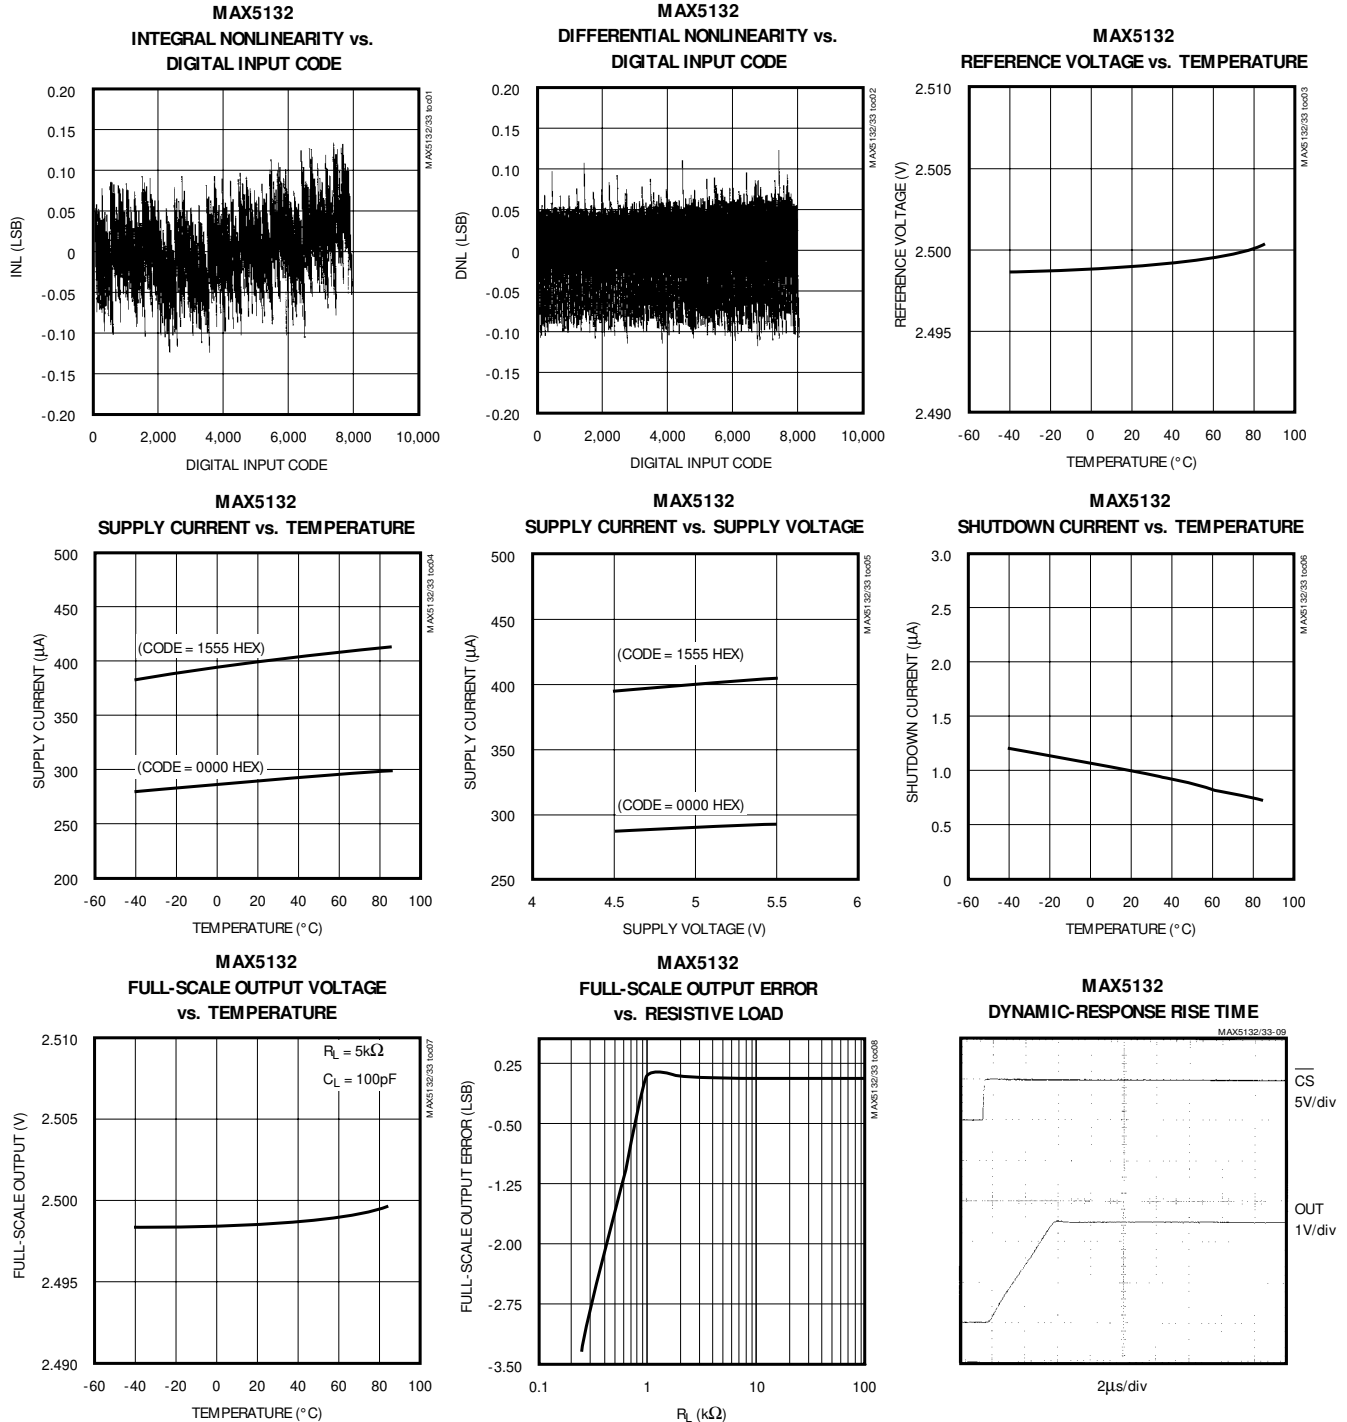 MAX5132
INTEGRAL NONLINEARITY vs.
DIGITAL INPUT CODE
MAX5132/33 toc01
INL (LSB)
0.20
0.15
0.10
0.05
0
-0.05
-0.10
-0.15
-0.20
0 2,000 4,000 6,000 8,000 10,000
DIGITAL INPUT CODE
MAX5132
DIFFERENTIAL NONLINEARITY vs.
DIGITAL INPUT CODE
MAX5132/33 toc02
DNL (LSB)
0.20
0.15
0.10
0.05
0
-0.05
-0.10
-0.15
-0.20
0 2,000 4,000 6,000 8,000 10,000
DIGITAL INPUT CODE
MAX5132
REFERENCE VOLTAGE vs. TEMPERATURE
MAX5132/33 toc03
REFERENCE VOLTAGE (V)
2.510
2.505
2.500
2.495
2.490
-60 -40 -20 0 20 40 60 80 100
TEMPERATURE (°C)
MAX5132
SUPPLY CURRENT vs. TEMPERATURE
MAX5132/33 toc04
SUPPLY CURRENT (µA)
500
450
400
350
300
250
200
(CODE = 1555 HEX)
(CODE = 0000 HEX)
-60 -40 -20 0 20 40 60 80 100
TEMPERATURE (°C)
MAX5132
SUPPLY CURRENT vs. SUPPLY VOLTAGE
MAX5132/33 toc05
SUPPLY CURRENT (µA)
500
450
400
350
300
250
(CODE = 1555 HEX)
(CODE = 0000 HEX)
4 4.5 5 5.5 6
SUPPLY VOLTAGE (V)
MAX5132
SHUTDOWN CURRENT vs. TEMPERATURE
MAX5132/33 toc06
SHUTDOWN CURRENT (µA)
3.0
2.5
2.0
1.5
1.0
0.5
0
-60 -40 -20 0 20 40 60 80 100
TEMPERATURE (°C)
MAX5132
FULL-SCALE OUTPUT VOLTAGE
vs. TEMPERATURE
MAX5132/33 toc07
FULL-SCALE OUTPUT (V)
2.510
2.505
2.500
2.495
2.490
RL = 5kΩ
CL = 100pF
-60 -40 -20 0 20 40 60 80 100
TEMPERATURE (°C)
MAX5132
FULL-SCALE OUTPUT ERROR
vs. RESISTIVE LOAD
MAX5132/33 toc08
FULL-SCALE OUTPUT ERROR (LSB)
0.25
-0.50
-1.25
-2.00
-2.75
-3.50
0.1 1 10 100
RL (kΩ)
MAX5132
DYNAMIC-RESPONSE RISE TIME
MAX5132/33-09
CS
5V/div
OUT
1V/div
2µs/div